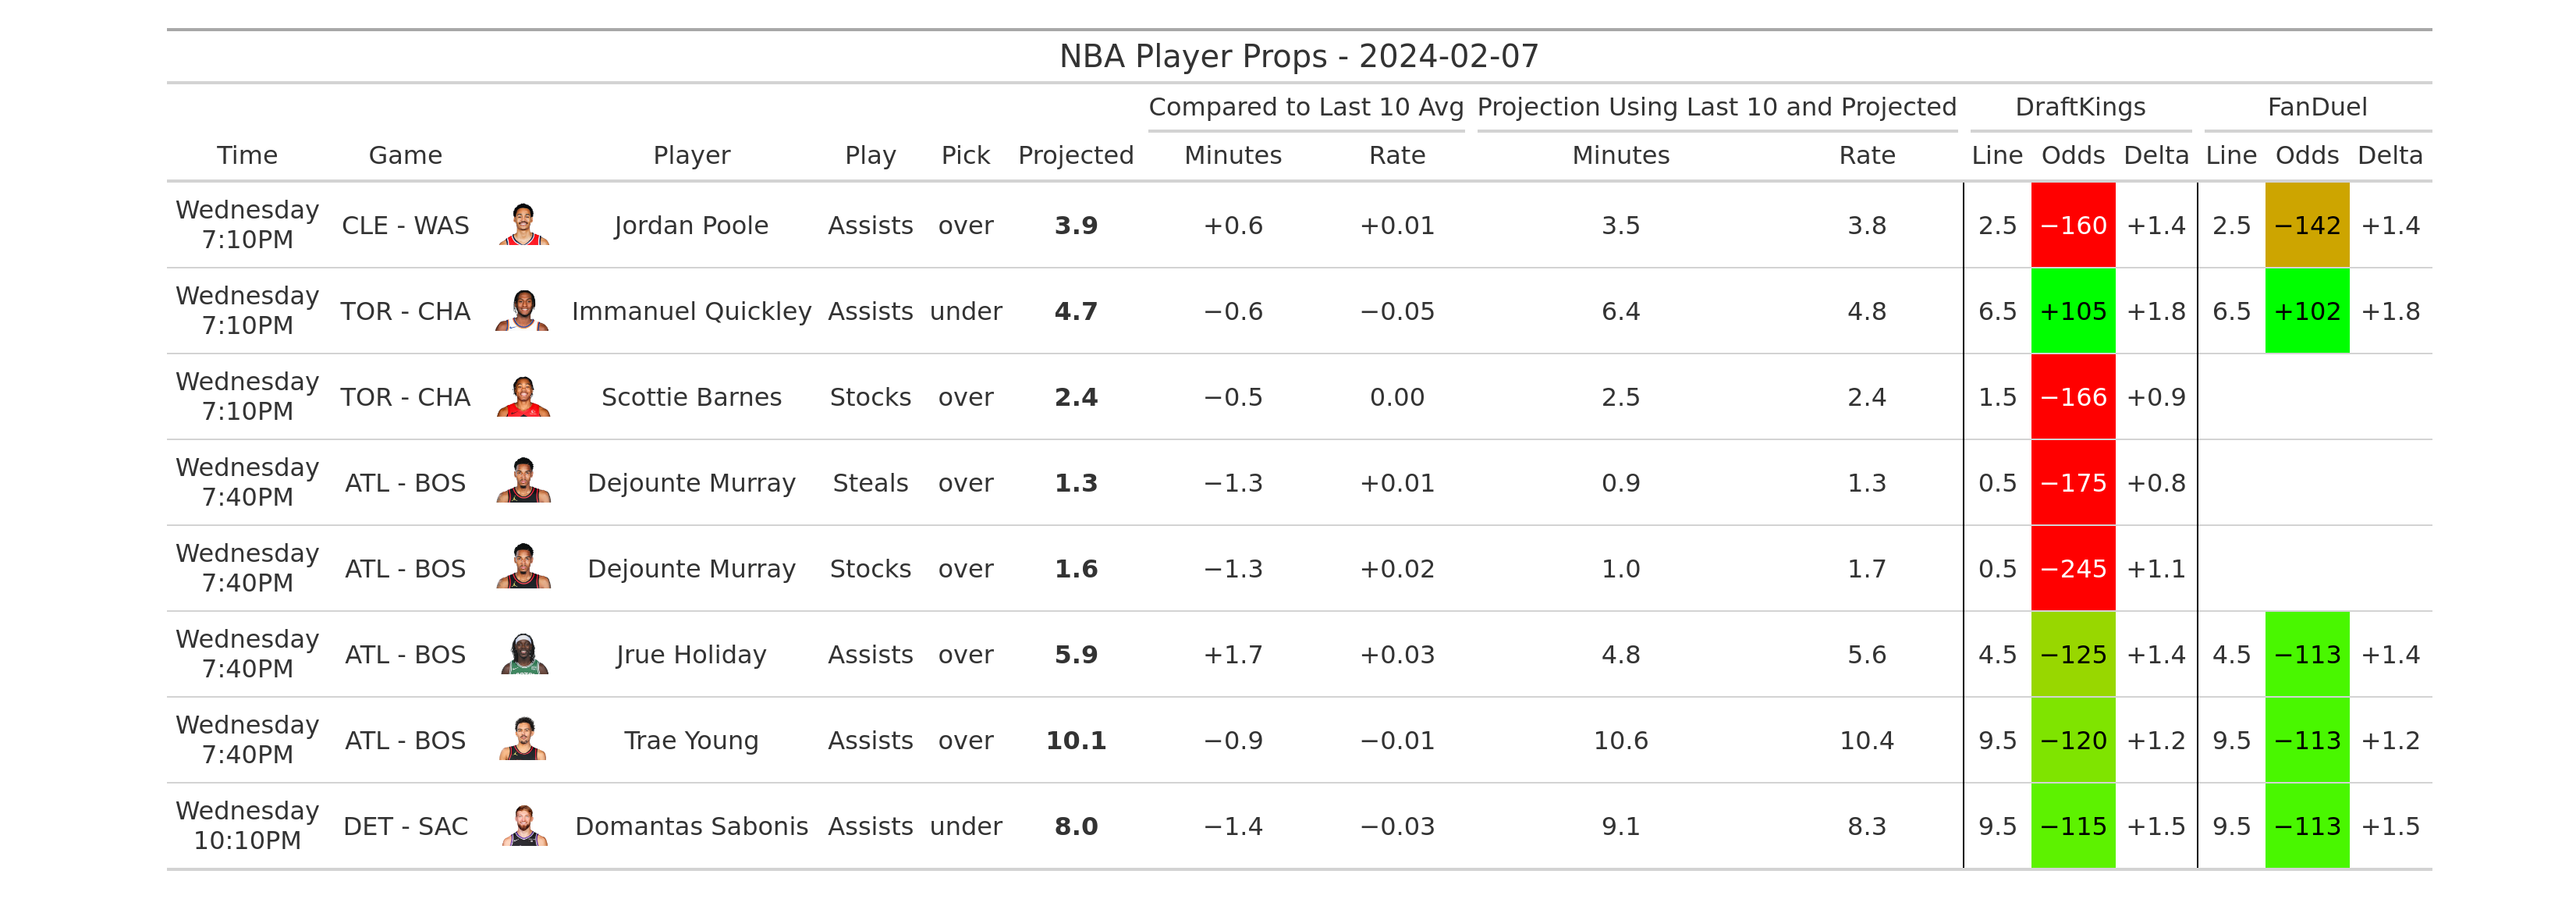 NBA Player Props - 2024-02-07
Compared to Last 10 Avg Projection Using Last 10 and Projected DraftKings FanDuel
Time Game Player Play Pick Projected Minutes Rate Minutes Rate Line Odds Delta Line Odds Delta
Wednesday
7:10PM CLE - WAS Jordan Poole Assists over 3.9 +0.6 +0.01 3.5 3.8 2.5 −160 +1.4 2.5 −142 +1.4
Wednesday
7:10PM TOR - CHA Immanuel Quickley Assists under 4.7 −0.6 −0.05 6.4 4.8 6.5 +105 +1.8 6.5 +102 +1.8
Wednesday
7:10PM TOR - CHA Scottie Barnes Stocks over 2.4 −0.5 0.00 2.5 2.4 1.5 −166 +0.9
Wednesday
7:40PM ATL - BOS Dejounte Murray Steals over 1.3 −1.3 +0.01 0.9 1.3 0.5 −175 +0.8
Wednesday
7:40PM ATL - BOS Dejounte Murray Stocks over 1.6 −1.3 +0.02 1.0 1.7 0.5 −245 +1.1
Wednesday
7:40PM ATL - BOS Jrue Holiday Assists over 5.9 +1.7 +0.03 4.8 5.6 4.5 −125 +1.4 4.5 −113 +1.4
Wednesday
7:40PM ATL - BOS Trae Young Assists over 10.1 −0.9 −0.01 10.6 10.4 9.5 −120 +1.2 9.5 −113 +1.2
Wednesday
10:10PM DET - SAC Domantas Sabonis Assists under 8.0 −1.4 −0.03 9.1 8.3 9.5 −115 +1.5 9.5 −113 +1.5